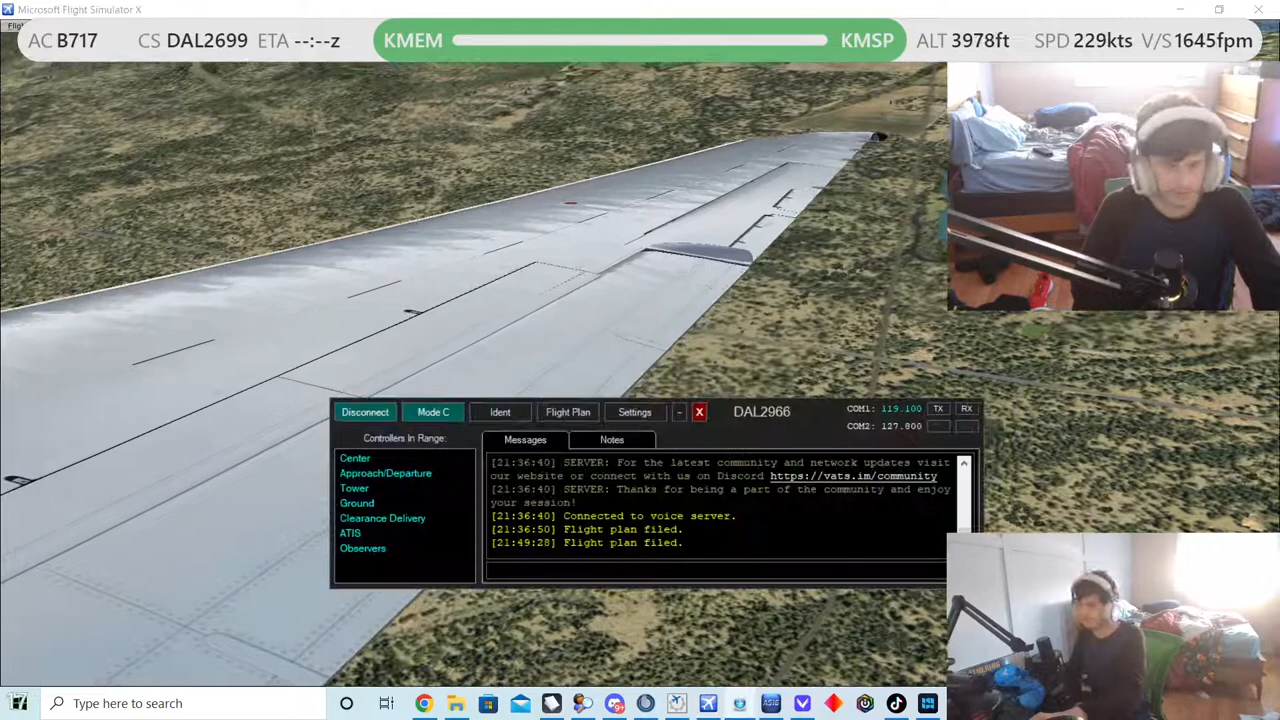 Microsoft Flight Simulator X
AC B717 CS DAL2699 ETA --:--z KMEM KMSP ALT 3978ft SPD 229kts V/S 1645fpm
Disconnect Mode C Ident Flight Plan Settings - X DAL2966 COM1: 119.100 TX RX
COM2: 127.800
Controllers In Range: Messages Notes
Center
Approach/Departure
Tower
Ground
Clearance Delivery
ATIS
Observers
[21:36:40] SERVER: For the latest community and network updates visit
our website or connect with us on Discord https://vats.im/community
[21:36:40] SERVER: Thanks for being a part of the community and enjoy
your session!
[21:36:40] Connected to voice server.
[21:36:50] Flight plan filed.
[21:49:28] Flight plan filed.
Type here to search